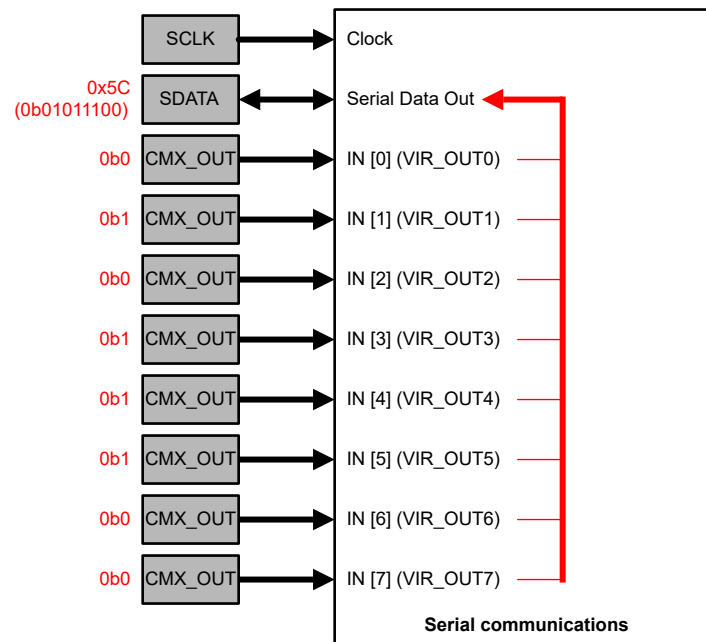 SCLK
Clock
0x5C
(0b01011100)
SDATA
Serial Data Out
0b0
CMX_OUT
IN [0] (VIR_OUT0)
0b1
CMX_OUT
IN [1] (VIR_OUT1)
0b0
CMX_OUT
IN [2] (VIR_OUT2)
0b1
CMX_OUT
IN [3] (VIR_OUT3)
0b1
CMX_OUT
IN [4] (VIR_OUT4)
0b1
CMX_OUT
IN [5] (VIR_OUT5)
0b0
CMX_OUT
IN [6] (VIR_OUT6)
0b0
CMX_OUT
IN [7] (VIR_OUT7)
Serial communications